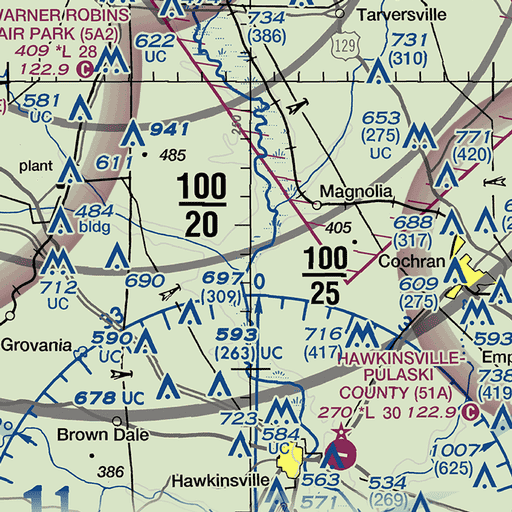 WARNER ROBINS
AIR PARK (5A2)
409 *L 28
122.9 C
734
(386)
Tarversville
129
731
(310)
622
UC
581
UC
941
485
611
plant
653
(275)
UC
771
(420)
100
20
Magnolia
484
bldg
405
688
(317)
100
25
Cochran
712
UC
690
697
(309)
0
609
(275)
33
593
(263) UC
716
(417)
593
Grovania
590
UC
HAWKINSVILLE-
PULASKI
COUNTY (51A)
270 *L 30 122.9 C
Emp
738
(419)
678 UC
723
Brown Dale
584
UC
386
1007
(625)
Hawkinsville
563
534
(269)
571
11